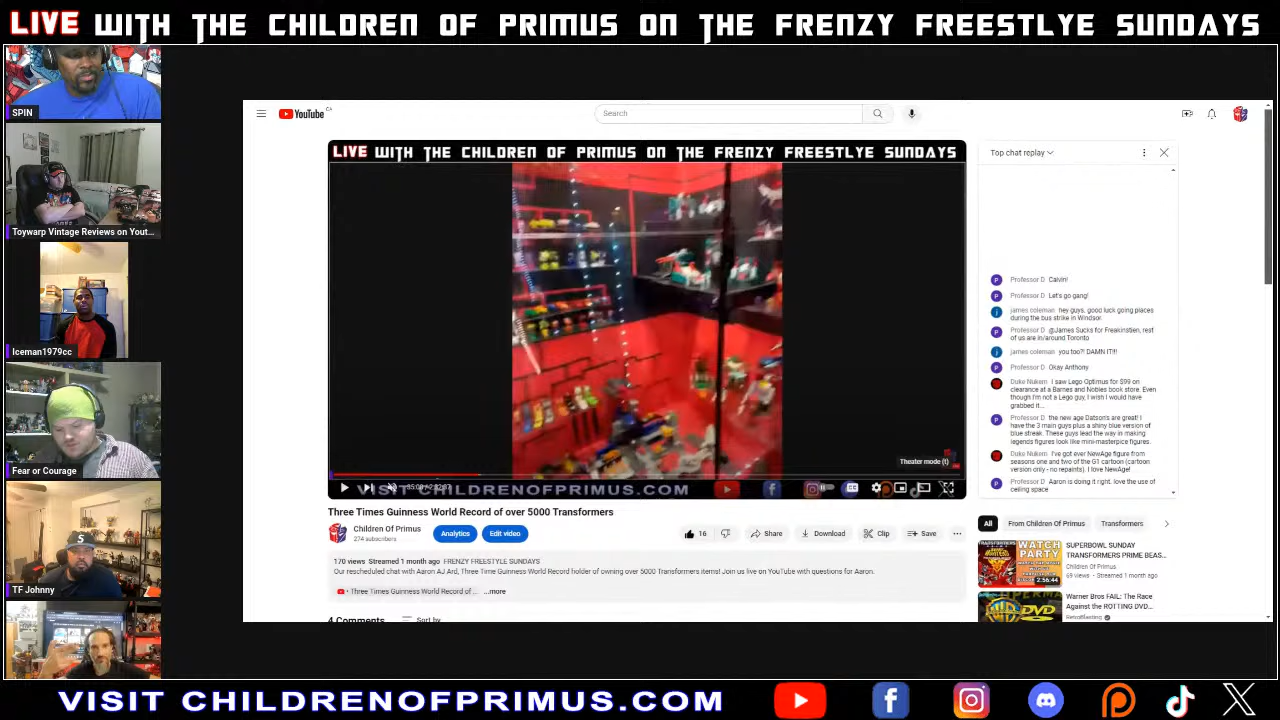 LIVE WITH THE CHILDREN OF PRIMUS ON THE FRENZY FREESTLYE SUNDAYS
SPIN
Toywarp Vintage Reviews on Yout...
Iceman1979cc
Fear or Courage
TF Johnny
YouTube CA
Search
LIVE WITH THE CHILDREN OF PRIMUS ON THE FRENZY FREESTLYE SUNDAYS
Theater mode (t)
VISIT CHILDRENOFPRIMUS.COM
Three Times Guinness World Record of over 5000 Transformers
Children Of Primus
274 subscribers
Analytics
Edit video
16
Share
Download
Clip
Save
170 views Streamed 1 month ago FRENZY FREESTYLE SUNDAYS
Our rescheduled chat with Aaron AJ Ard, Three Time Guinness World Record holder of owning over 5000 Transformers items! Join us live on YouTube with questions for Aaron.
Three Times Guinness World Record of ... ...more
4 Comments Sort by
Top chat replay
Professor D Calvin!
Professor D Let's go gang!
james coleman hey guys, good luck going places
during the bus strike in Windsor.
Professor D @James Sucks for Freakinstien, rest
of us are in/around Toronto
james coleman you too?! DAMN IT!!!
Professor D Okay Anthony
Duke Nukem I saw Lego Optimus for $99 on
clearance at a Barnes and Nobles book store. Even
though I'm not a Lego guy, I wish I would have
grabbed it...
Professor D the new age Datson's are great! I
have the 3 main guys plus a shiny blue version of
blue streak. These guys lead the way in making
legends figures look like mini-masterpice figures.
Duke Nukem I've got ever NewAge figure from
seasons one and two of the G1 cartoon (cartoon
version only - no repaints). I love NewAge!
Professor D Aaron is doing it right. love the use of
ceiling space
All
From Children Of Primus
Transformers
WATCH
PARTY
2:56:44
SUPERBOWL SUNDAY
TRANSFORMERS PRIME BEAS...
Children Of Primus
69 views • Streamed 1 month ago
DVD
Warner Bros FAIL: The Race
Against the ROTTING DVD...
RetroBlasting
VISIT CHILDRENOFPRIMUS.COM